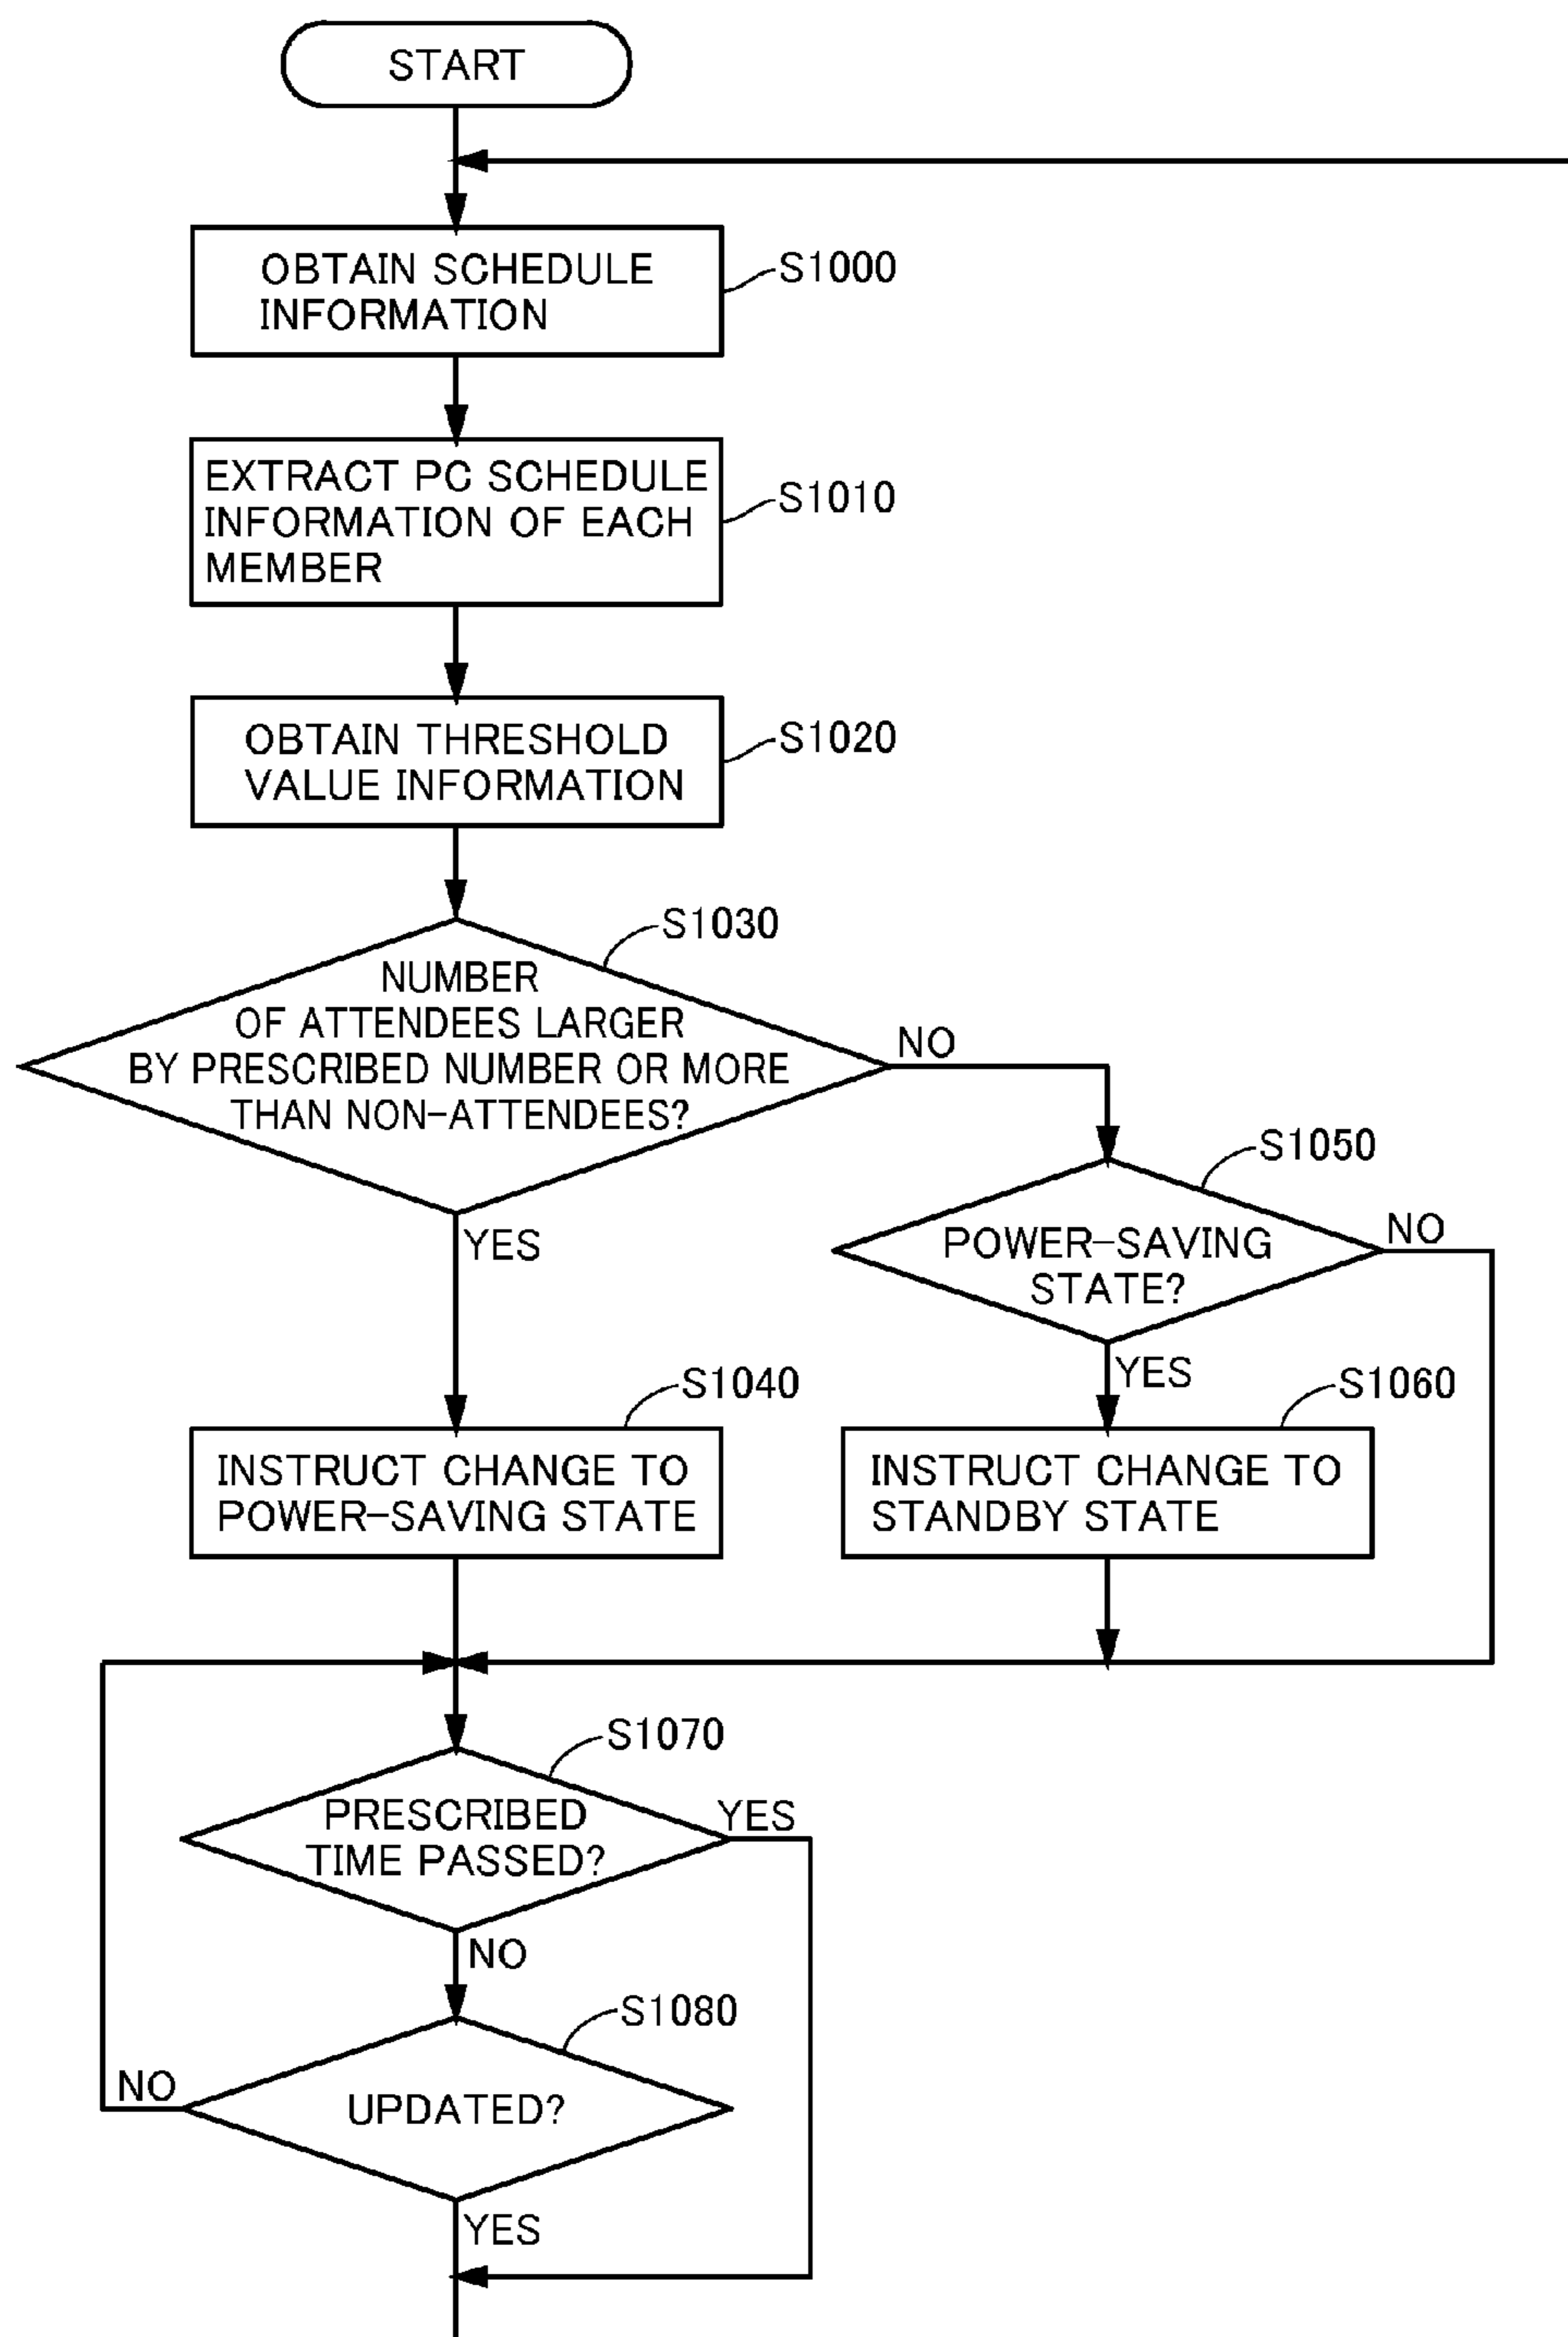 START
OBTAIN SCHEDULE
INFORMATION
S1000
EXTRACT PC SCHEDULE
INFORMATION OF EACH
MEMBER
S1010
OBTAIN THRESHOLD
VALUE INFORMATION
S1020
S1030
NUMBER
OF ATTENDEES LARGER
BY PRESCRIBED NUMBER OR MORE
THAN NON-ATTENDEES?
NO
YES
S1050
POWER-SAVING
STATE?
NO
YES
S1040
INSTRUCT CHANGE TO
POWER-SAVING STATE
S1060
INSTRUCT CHANGE TO
STANDBY STATE
S1070
PRESCRIBED
TIME PASSED?
YES
NO
S1080
UPDATED?
NO
YES